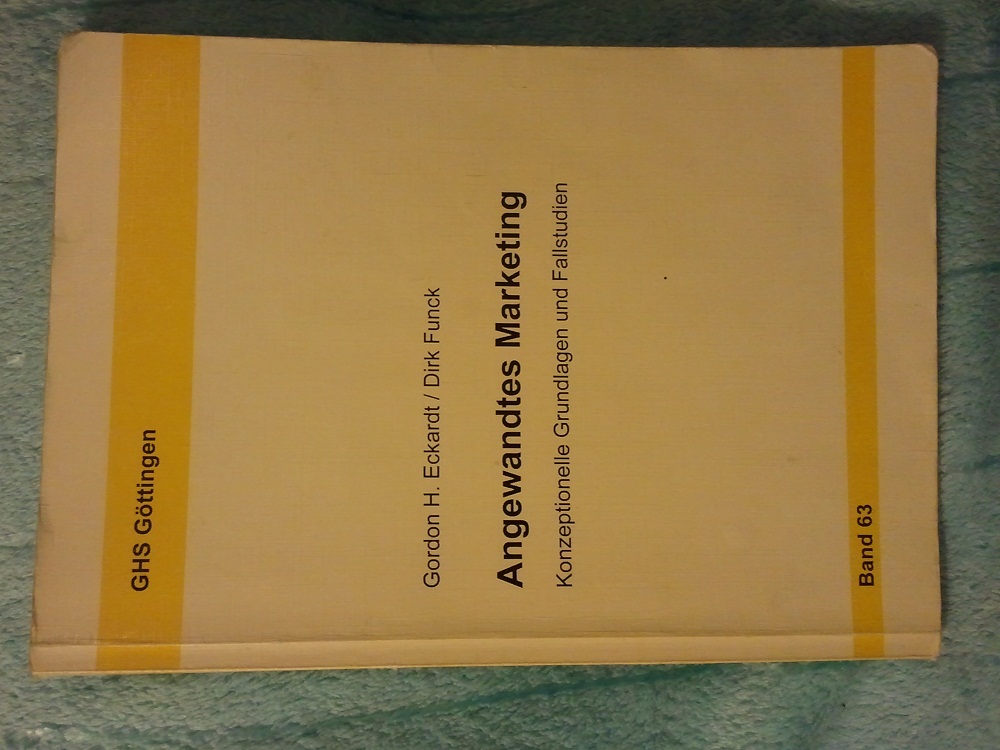 GHS Göttingen
Gordon H. Eckardt / Dirk Funck
Angewandtes Marketing
Konzeptionelle Grundlagen und Fallstudien
Band 63